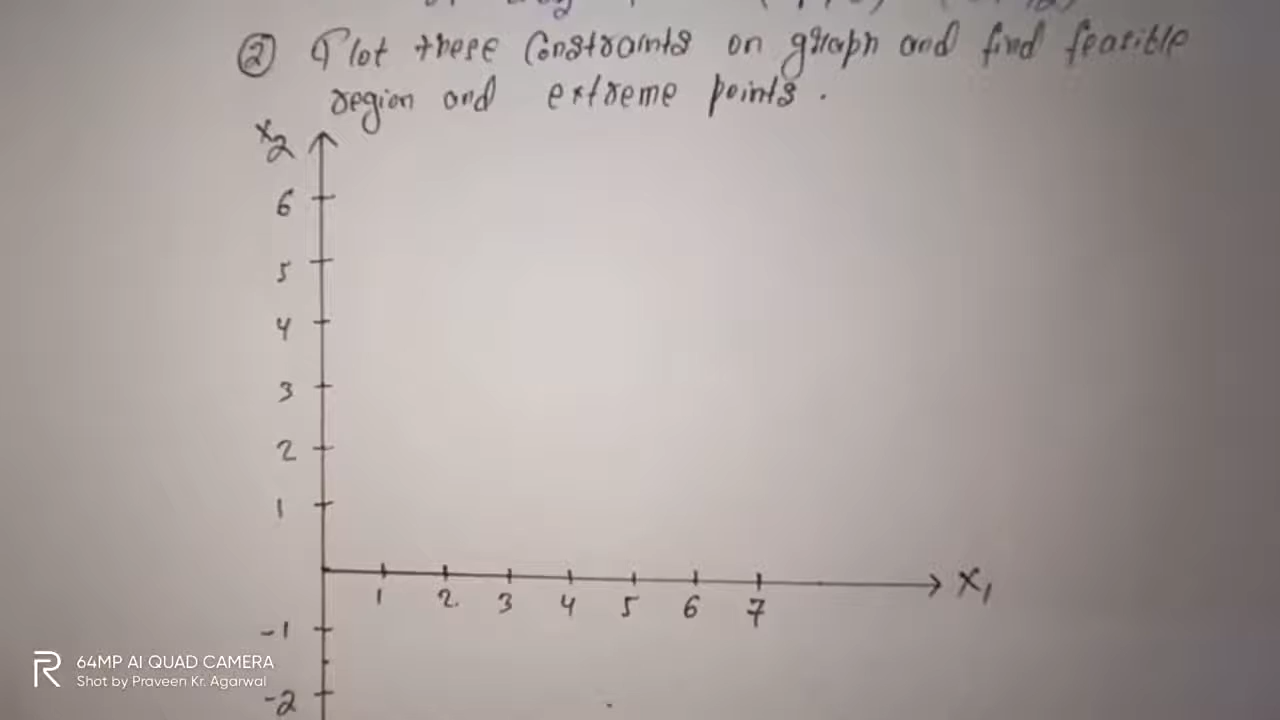 ② Plot these Constraints on graph and find feasible
region and extreme points.
x2
6
5
4
3
2
1
1 2. 3 4 5 6 7
x1
-1
-2
64MP AI QUAD CAMERA
Shot by Praveen Kr. Agarwal